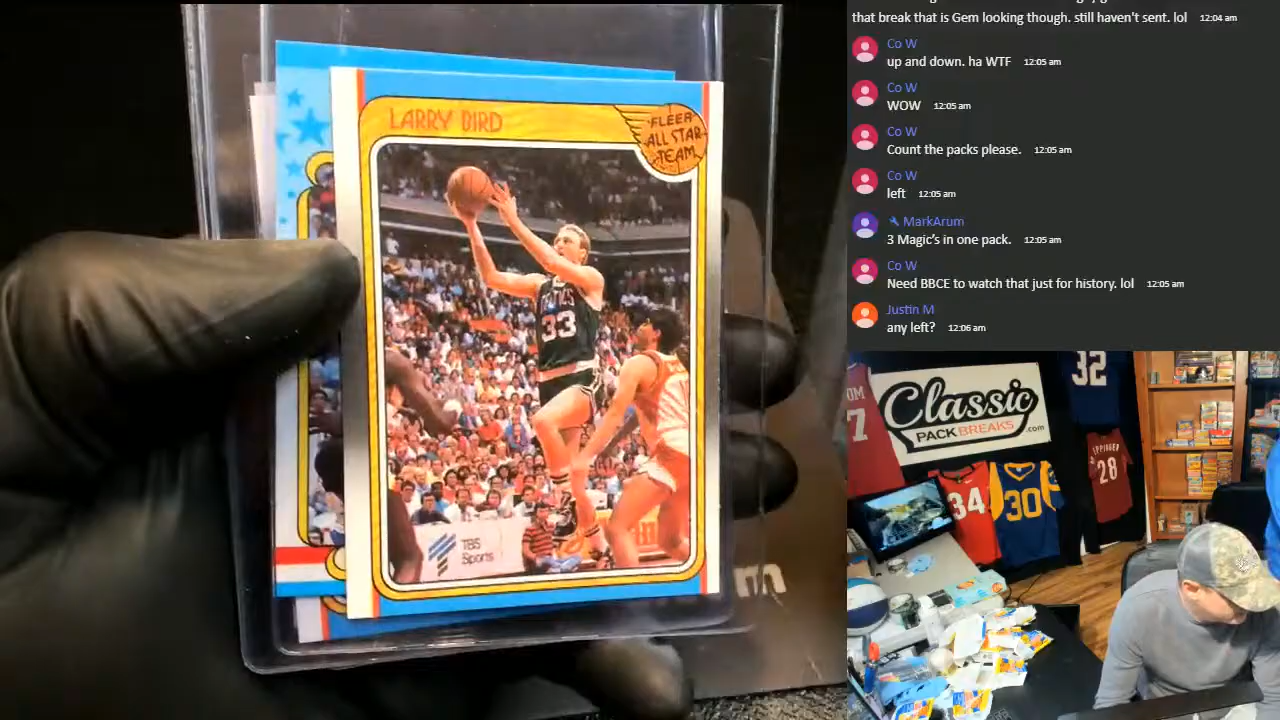 LARRY BIRD
FLEER
ALL STAR
TEAM
33
TBS
Sports
m
that break that is Gem looking though. still haven't sent. lol 12:04 am
Co W
up and down. ha WTF 12:05 am
Co W
WOW 12:05 am
Co W
Count the packs please. 12:05 am
Co W
left 12:05 am
MarkArum
3 Magic's in one pack. 12:05 am
Co W
Need BBCE to watch that just for history. lol 12:05 am
Justin M
any left? 12:06 am
OM
7
Classic
PACK BREAKS.com
32
34
30
28